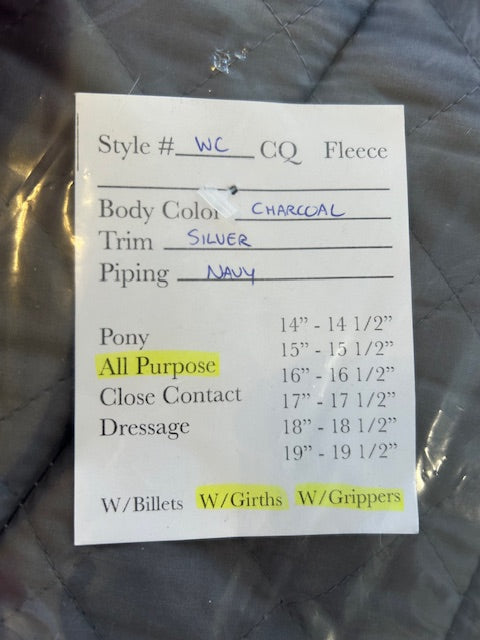 Style # WC CQ Fleece
Body Color CHARCOAL
Trim SILVER
Piping NAVY
Pony
All Purpose
Close Contact
Dressage
14” - 14 1/2”
15” - 15 1/2”
16” - 16 1/2”
17” - 17 1/2”
18” - 18 1/2”
19” - 19 1/2”
W/Billets W/Girths W/Grippers